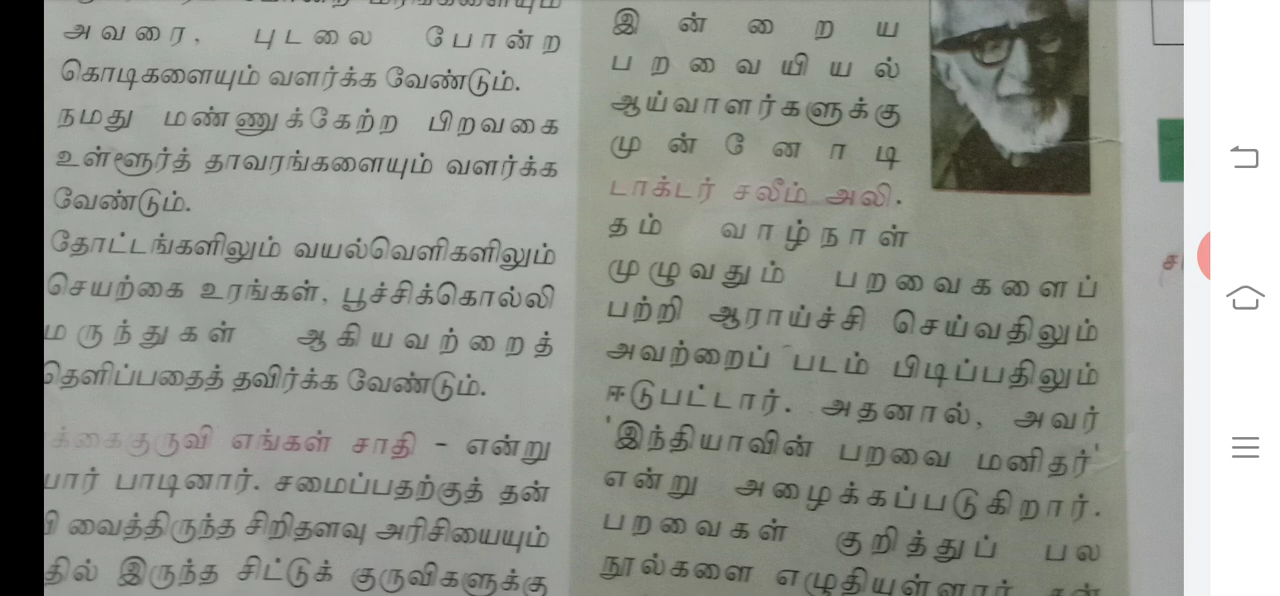 அவரை, புடலை போன்ற
கொடிகளையும் வளர்க்க வேண்டும்.
நமது மண்ணுக்கேற்ற பிறவகை
உள்ளூர்த் தாவரங்களையும் வளர்க்க
வேண்டும்.
தோட்டங்களிலும் வயல்வெளிகளிலும்
செயற்கை உரங்கள், பூச்சிக்கொல்லி
மருந்துகள் ஆகியவற்றைத்
தெளிப்பதைத் தவிர்க்க வேண்டும்.
க்கைகுருவி எங்கள் சாதி - என்று
யார் பாடினார். சமைப்பதற்குத் தன்
வைத்திருந்த சிறிதளவு அரிசியையும்
தில் இருந்த சிட்டுக் குருவிகளுக்கு
இன்றைய
பறவையியல்
ஆய்வாளர்களுக்கு
முன்னோடி
டாக்டர் சலீம் அலி.
தம் வாழ்நாள்
முழுவதும் பறவைகளைப்
பற்றி ஆராய்ச்சி செய்வதிலும்
அவற்றைப் படம் பிடிப்பதிலும்
ஈடுபட்டார். அதனால், அவர்
'இந்தியாவின் பறவை மனிதர்'
என்று அழைக்கப்படுகிறார்.
பறவைகள் குறித்துப் பல
நூல்களை எழுதியுள்ளார்